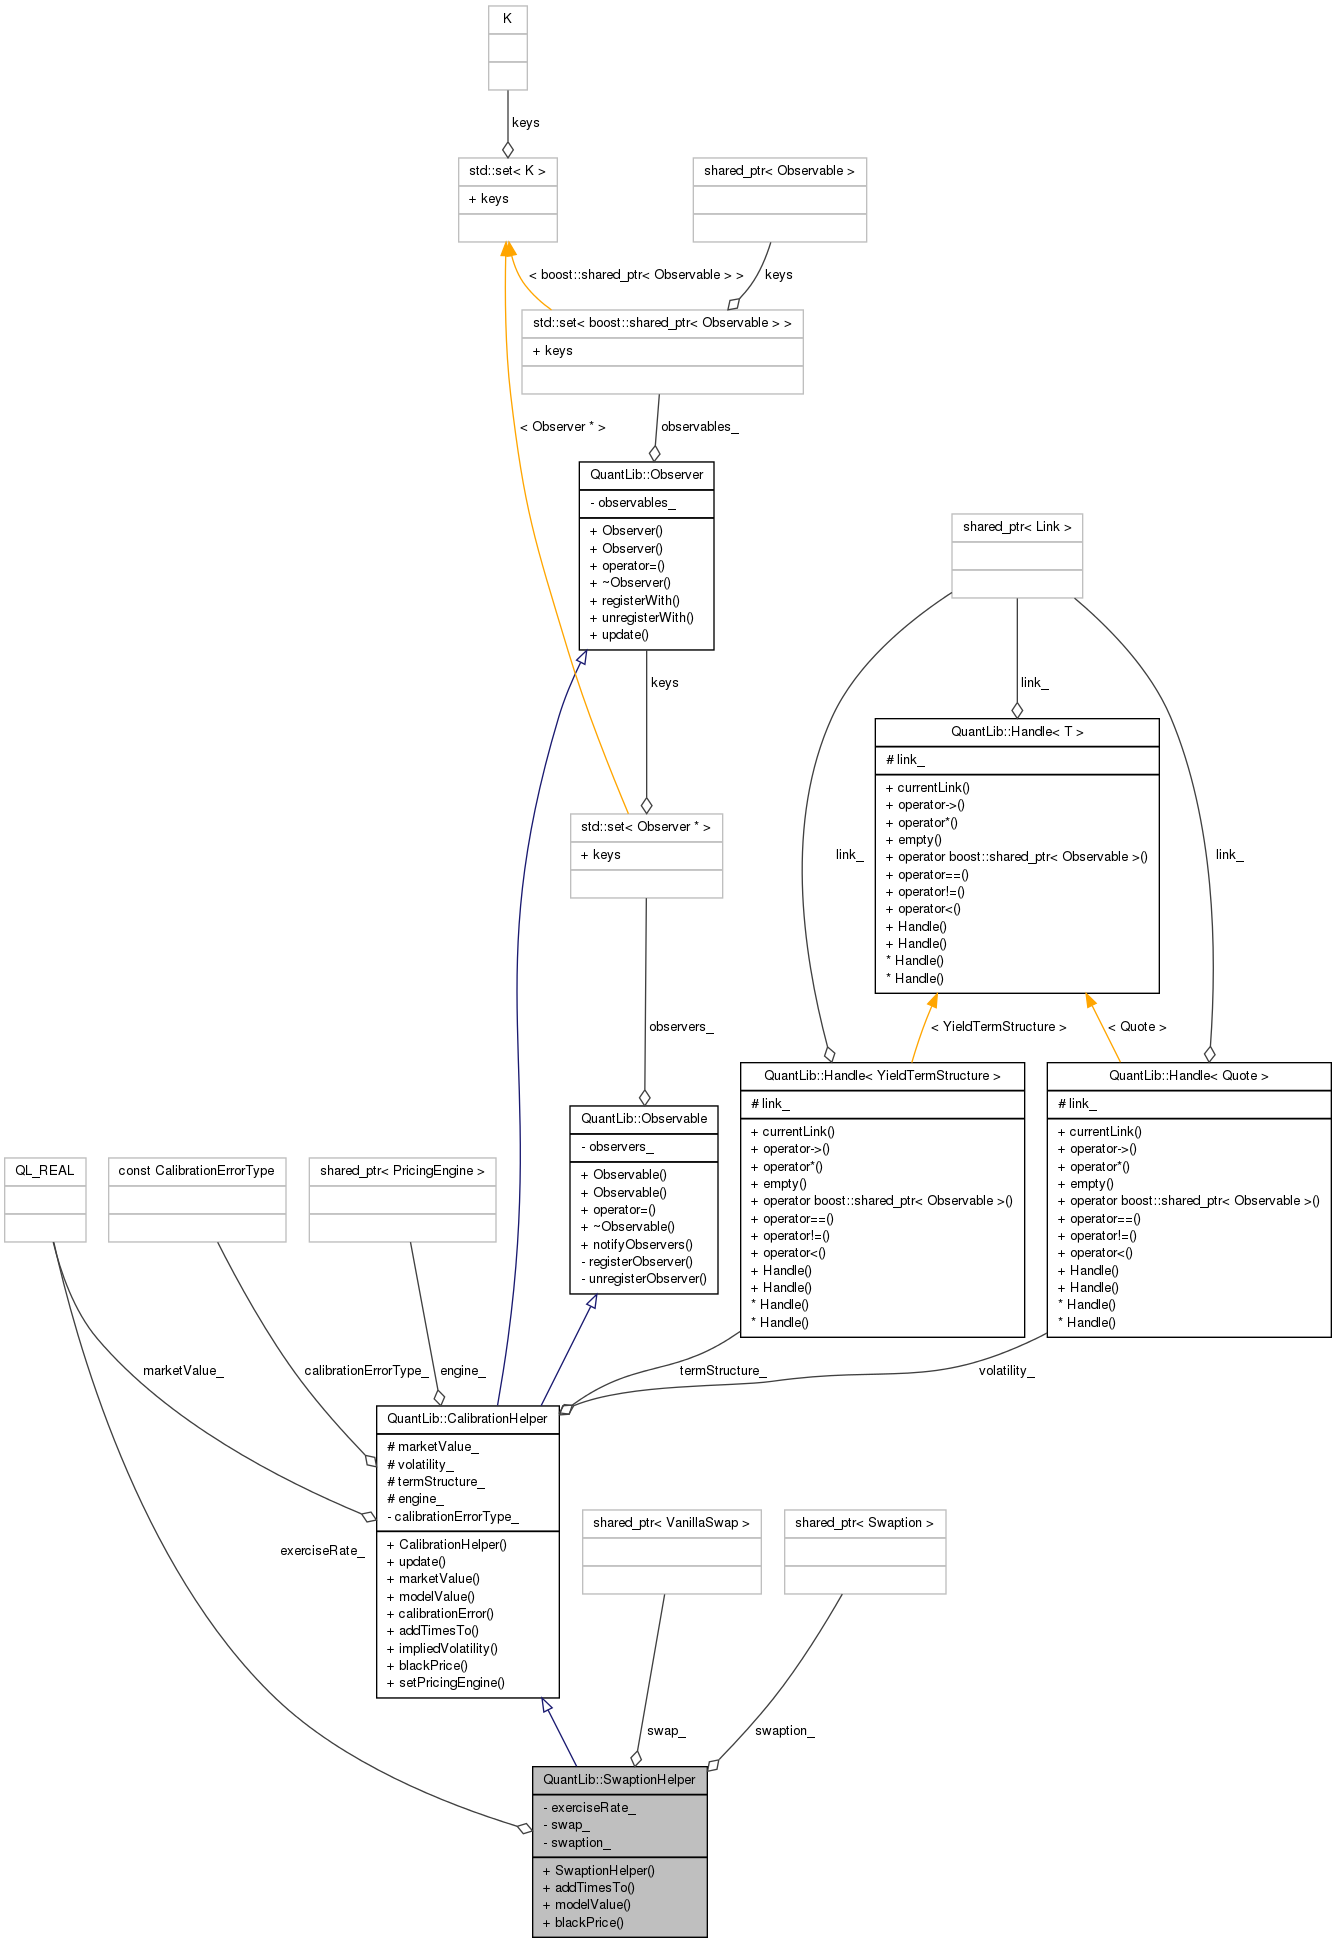 K
keys
std::set< K >
+ keys
shared_ptr< Observable >
< boost::shared_ptr< Observable > >
keys
std::set< boost::shared_ptr< Observable > >
+ keys
< Observer * >
observables_
QuantLib::Observer
- observables_
+ Observer()
+ Observer()
+ operator=()
+ ~Observer()
+ registerWith()
+ unregisterWith()
+ update()
shared_ptr< Link >
keys
link_
QuantLib::Handle< T >
# link_
+ currentLink()
+ operator->()
+ operator*()
+ empty()
+ operator boost::shared_ptr< Observable >()
+ operator==()
+ operator!=()
+ operator<()
+ Handle()
+ Handle()
* Handle()
* Handle()
std::set< Observer * >
+ keys
link_
link_
observers_
< YieldTermStructure >
< Quote >
QuantLib::Handle< YieldTermStructure >
# link_
+ currentLink()
+ operator->()
+ operator*()
+ empty()
+ operator boost::shared_ptr< Observable >()
+ operator==()
+ operator!=()
+ operator<()
+ Handle()
+ Handle()
* Handle()
* Handle()
QuantLib::Handle< Quote >
# link_
+ currentLink()
+ operator->()
+ operator*()
+ empty()
+ operator boost::shared_ptr< Observable >()
+ operator==()
+ operator!=()
+ operator<()
+ Handle()
+ Handle()
* Handle()
* Handle()
QuantLib::Observable
- observers_
+ Observable()
+ Observable()
+ operator=()
+ ~Observable()
+ notifyObservers()
- registerObserver()
- unregisterObserver()
QL_REAL
const CalibrationErrorType
shared_ptr< PricingEngine >
marketValue_
calibrationErrorType_
engine_
termStructure_
volatility_
QuantLib::CalibrationHelper
# marketValue_
# volatility_
# termStructure_
# engine_
- calibrationErrorType_
+ CalibrationHelper()
+ update()
+ marketValue()
+ modelValue()
+ calibrationError()
+ addTimesTo()
+ impliedVolatility()
+ blackPrice()
+ setPricingEngine()
exerciseRate_
shared_ptr< VanillaSwap >
shared_ptr< Swaption >
swap_
swaption_
QuantLib::SwaptionHelper
- exerciseRate_
- swap_
- swaption_
+ SwaptionHelper()
+ addTimesTo()
+ modelValue()
+ blackPrice()